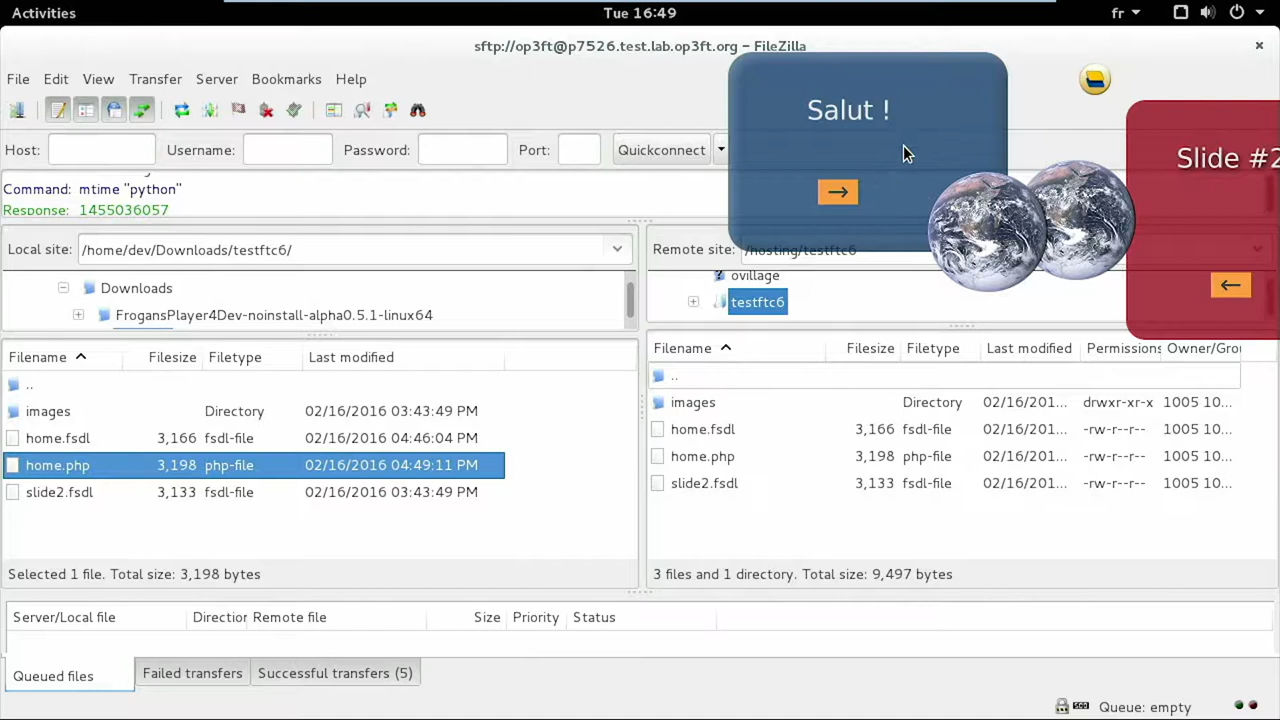 Activities Tue 16:49 fr
sftp://op3ft@p7526.test.lab.op3ft.org – FileZilla
File Edit View Transfer Server Bookmarks Help
Salut !
Host: Username: Password: Port: Quickconnect
→
Slide #2
←
Command: mtime "python"
Response: 1455036057
Local site: /home/dev/Downloads/testftc6/
Downloads
FrogansPlayer4Dev-noinstall-alpha0.5.1-linux64
Remote site: /hosting/testftc6
ovillage
testftc6
Filename Filesize Filetype Last modified
..
images Directory 02/16/2016 03:43:49 PM
home.fsdl 3,166 fsdl-file 02/16/2016 04:46:04 PM
home.php 3,198 php-file 02/16/2016 04:49:11 PM
slide2.fsdl 3,133 fsdl-file 02/16/2016 03:43:49 PM
Selected 1 file. Total size: 3,198 bytes
Filename Filesize Filetype Last modified Permissions Owner/Grou
..
images Directory 02/16/201... drwxr-xr-x 1005 10...
home.fsdl 3,166 fsdl-file 02/16/201... -rw-r--r-- 1005 10...
home.php 3,198 php-file 02/16/201... -rw-r--r-- 1005 10...
slide2.fsdl 3,133 fsdl-file 02/16/201... -rw-r--r-- 1005 10...
3 files and 1 directory. Total size: 9,497 bytes
Server/Local file Direction Remote file Size Priority Status
Queued files Failed transfers Successful transfers (5)
Queue: empty